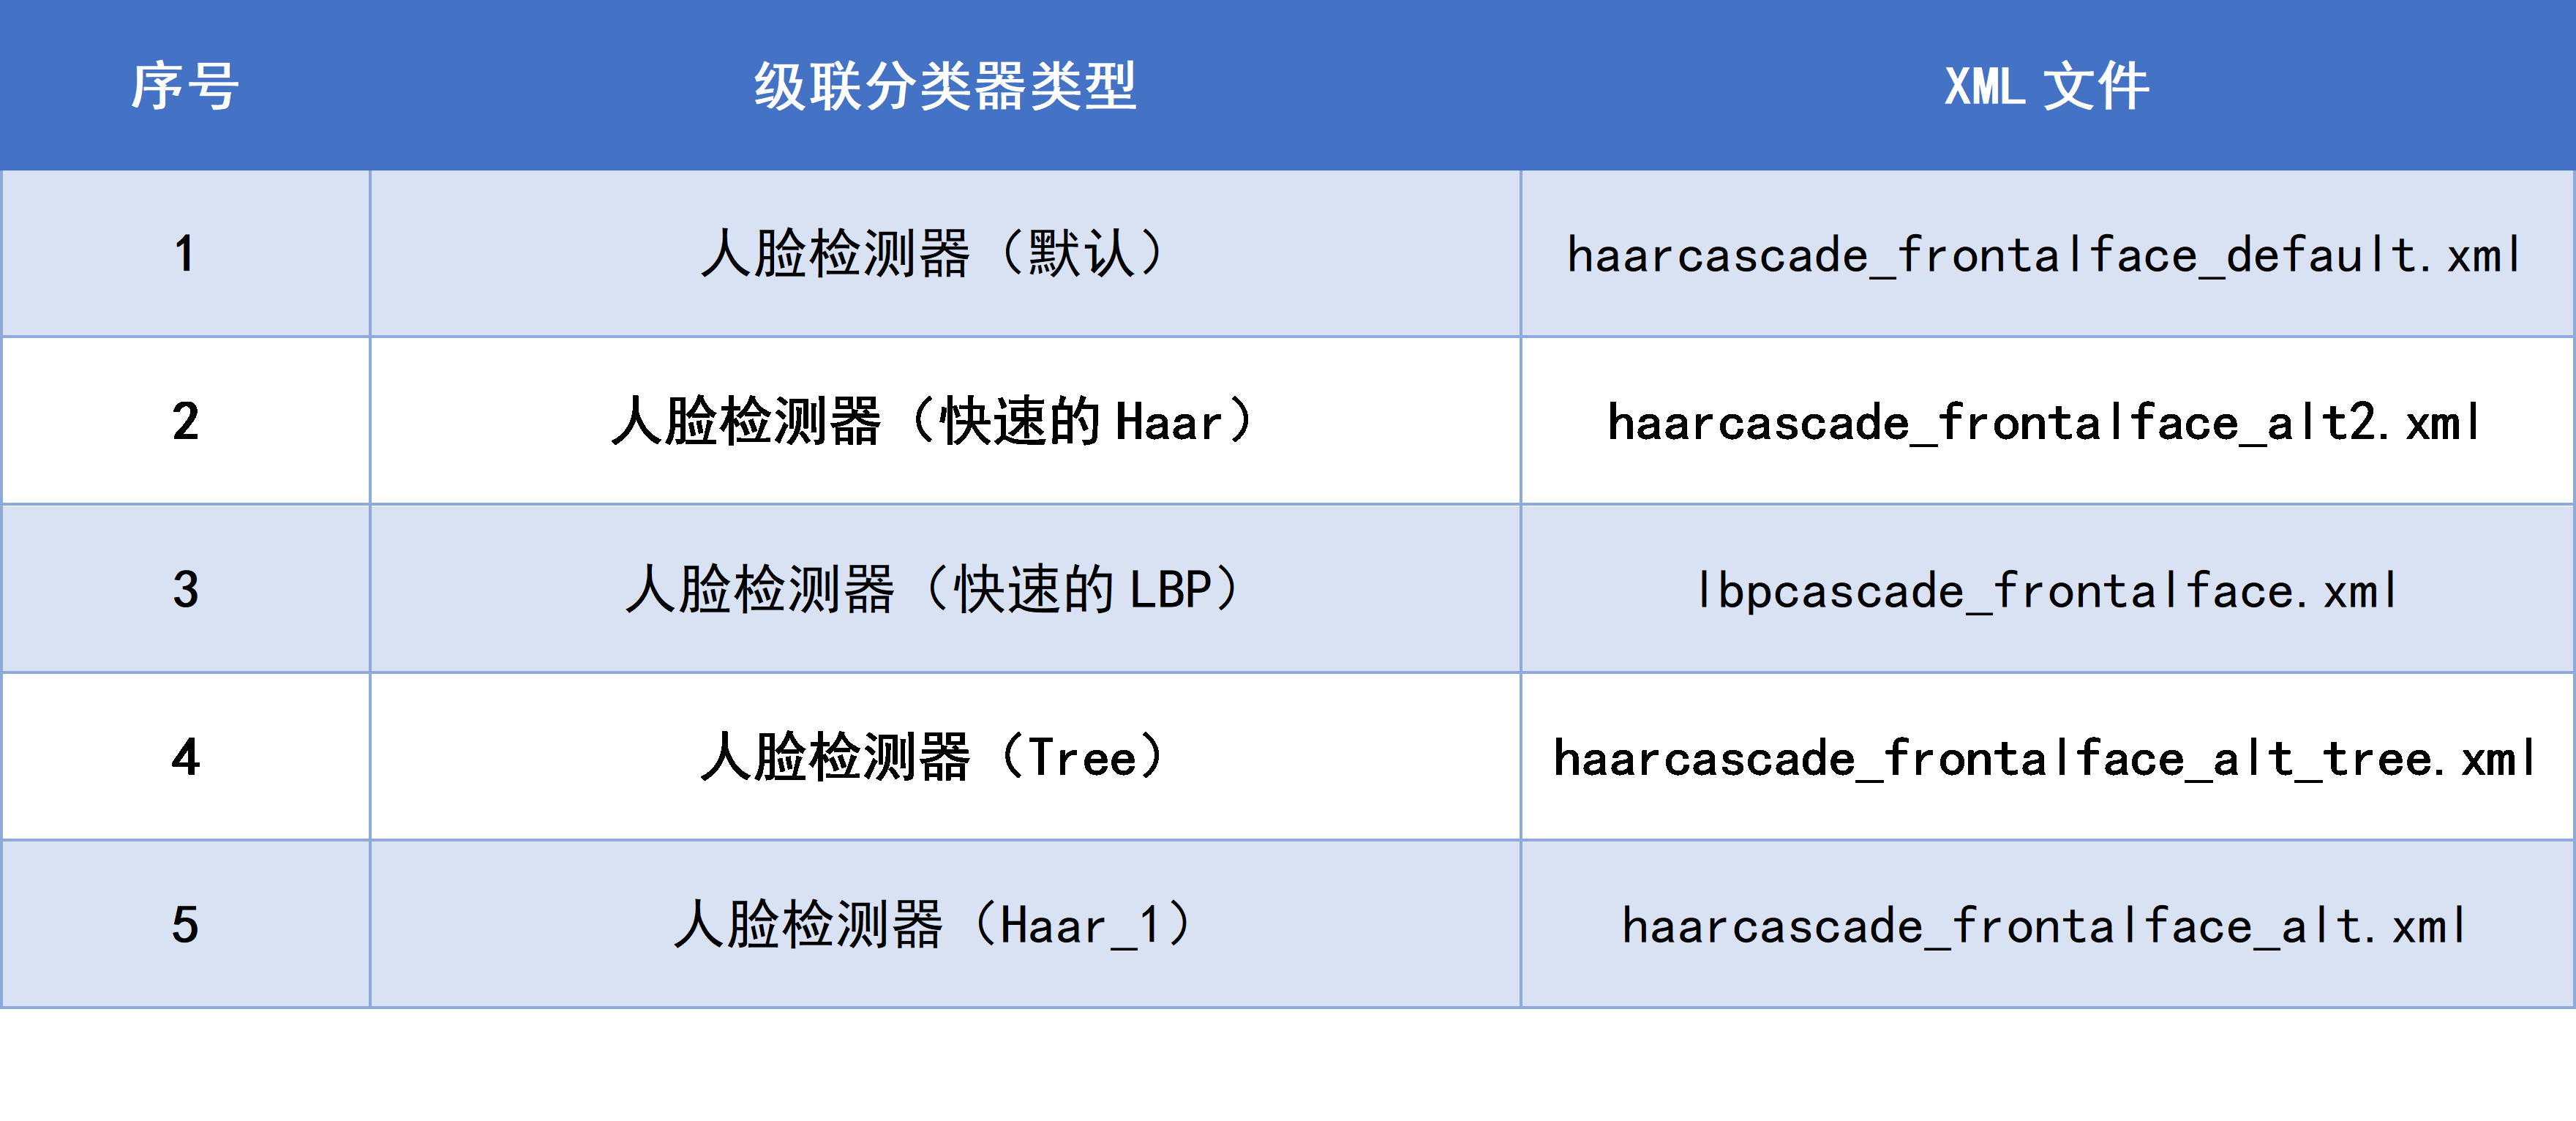 序号 级联分类器类型 XML 文件
1 人脸检测器（默认） haarcascade_frontalface_default.xml
2 人脸检测器（快速的 Haar） haarcascade_frontalface_alt2.xml
3 人脸检测器（快速的 LBP） lbpcascade_frontalface.xml
4 人脸检测器（Tree） haarcascade_frontalface_alt_tree.xml
5 人脸检测器（Haar_1） haarcascade_frontalface_alt.xml